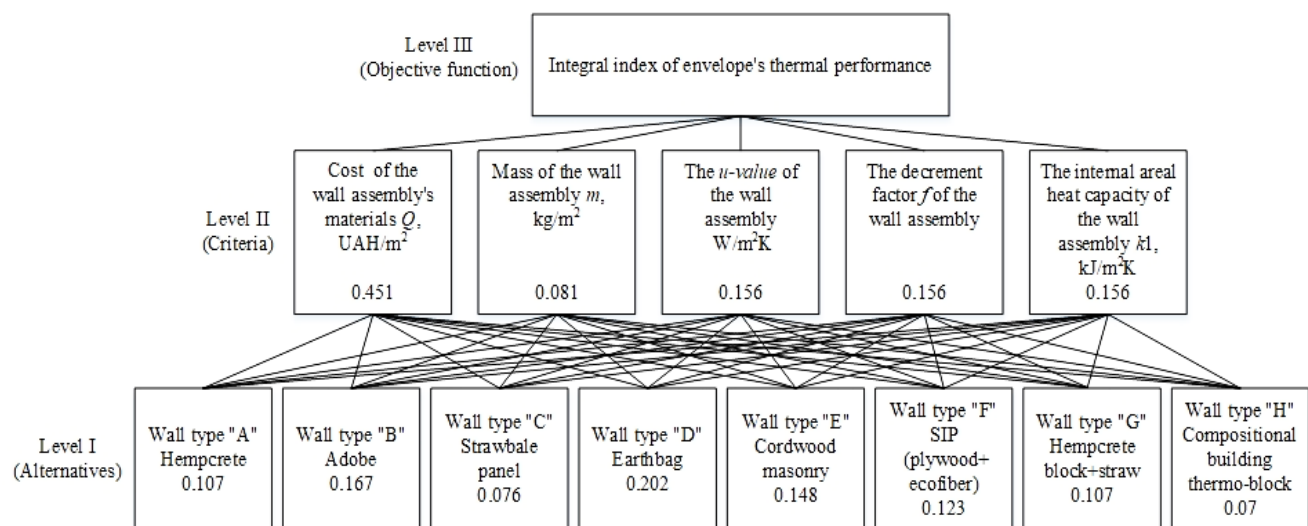 Level III
(Objective function)
Integral index of envelope's thermal performance
Level II
(Criteria)
Cost of the
wall assembly's
materials Q,
UAH/m²
0.451
Mass of the wall
assembly m,
kg/m²
0.081
The u-value of
the wall
assembly
W/m²K
0.156
The decrement
factor f of the
wall assembly
0.156
The internal areal
heat capacity of
the wall
assembly k1,
kJ/m²K
0.156
Level I
(Alternatives)
Wall type "A"
Hempcrete
0.107
Wall type "B"
Adobe
0.167
Wall type "C"
Strawbale
panel
0.076
Wall type "D"
Earthbag
0.202
Wall type "E"
Cordwood
masonry
0.148
Wall type "F"
SIP
(plywood+
ecofiber)
0.123
Wall type "G"
Hempcrete
block+straw
0.107
Wall type "H"
Compositional
building
thermo-block
0.07